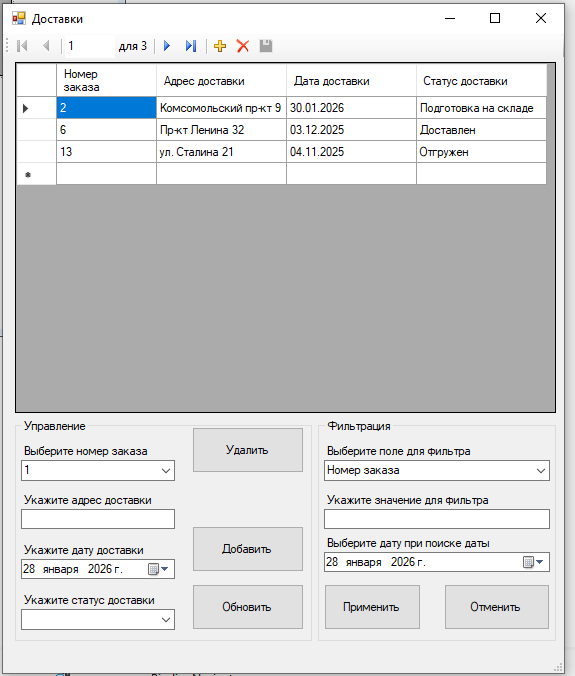 Доставки
1 для 3
Номер заказа Адрес доставки Дата доставки Статус доставки
2 Комсомольский пр-кт 9 30.01.2026 Подготовка на складе
6 Пр-кт Ленина 32 03.12.2025 Доставлен
13 ул. Сталина 21 04.11.2025 Отгружен
Управление
Выберите номер заказа
1
Укажите адрес доставки
Укажите дату доставки
28 января 2026 г.
Укажите статус доставки
Удалить
Добавить
Обновить
Фильтрация
Выберите поле для фильтра
Номер заказа
Укажите значение для фильтра
Выберите дату при поиске даты
28 января 2026 г.
Применить Отменить